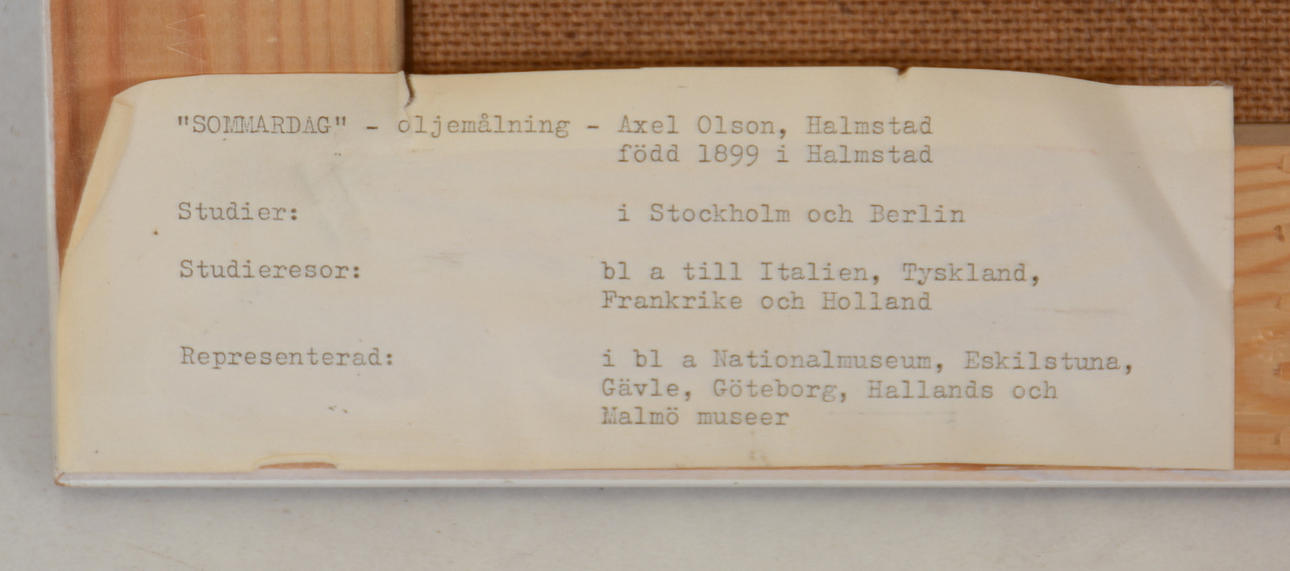 "SOMMARDAG" - oljemålning - Axel Olson, Halmstad
född 1899 i Halmstad
Studier: i Stockholm och Berlin
Studieresor: bl a till Italien, Tyskland,
Frankrike och Holland
Representerad: i bl a Nationalmuseum, Eskilstuna,
Gävle, Göteborg, Hallands och
Malmö museer